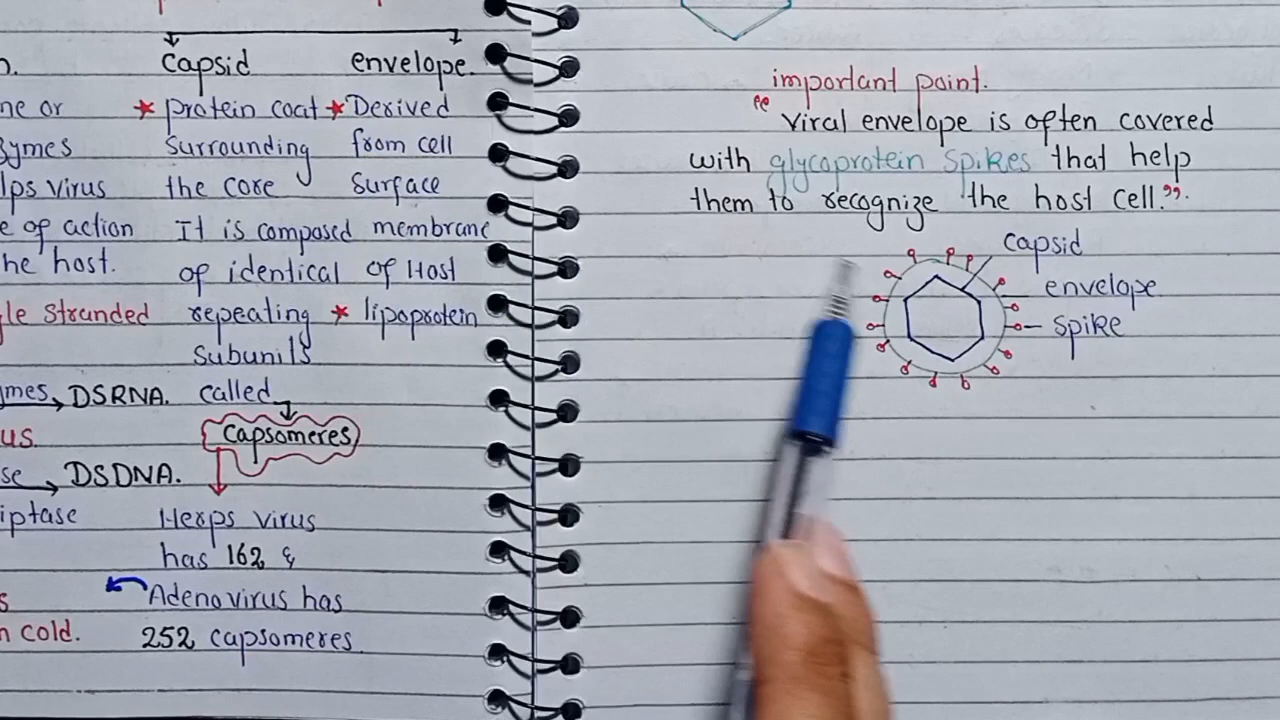 Capsid envelope.
ne or * protein coat * Derived
zymes surrounding from cell
lps virus the core surface
e of action It is composed membrane
he host. of identical of Host
gle stranded repeating * lipoprotein
subunits
ymes DSRNA. called
us. Capsomeres
se DSDNA.
iptase Herps virus
has 162 &
s Adenovirus has
n cold. 252 capsomeres.
important point.
"Viral envelope is often covered
with glycoprotein spikes that help
them to recognize the host cell."
capsid
envelope
spike